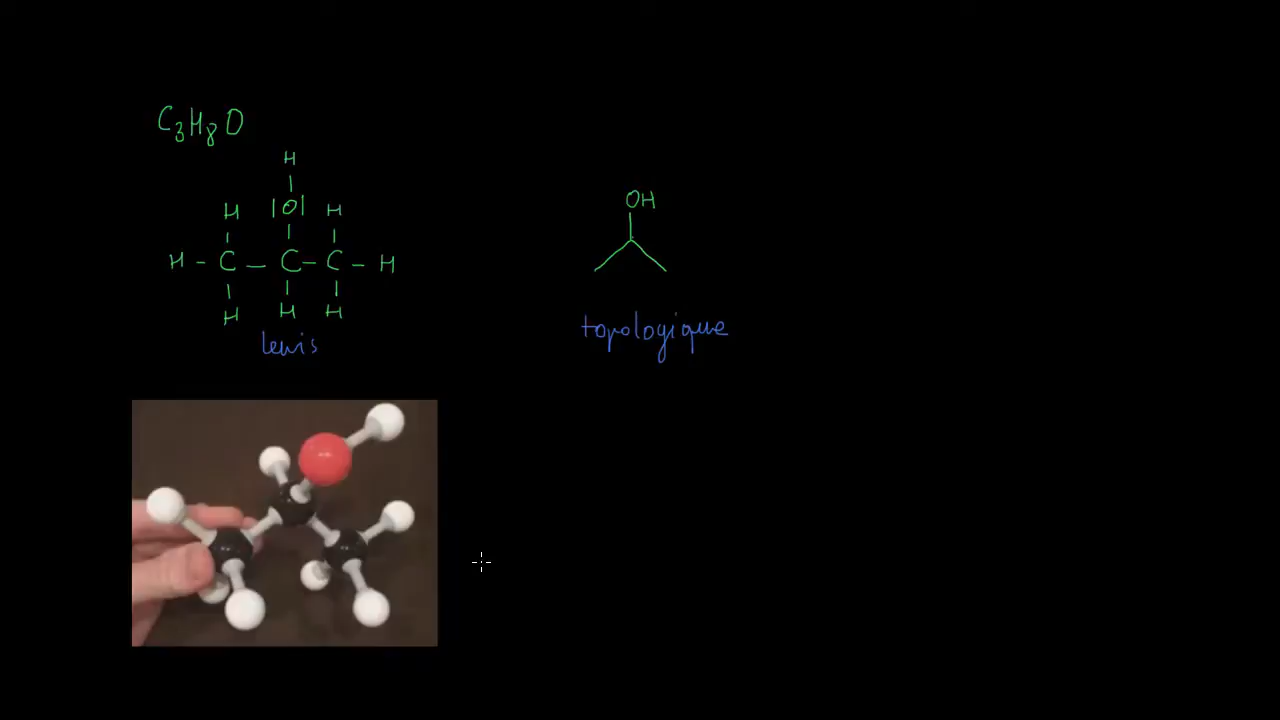 C₃H₈O
H
H |O| H
H - C - C - C - H
H H H
lewis
OH
topologique